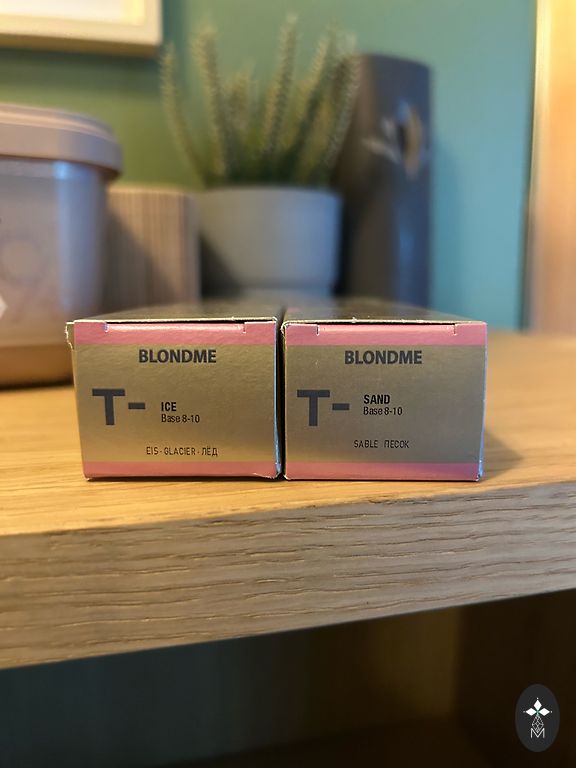 BLONDME
T-
ICE
Base 8-10
EIS · GLACIER · ЛЁД
BLONDME
T-
SAND
Base 8-10
SABLE · ПЕСОК
M